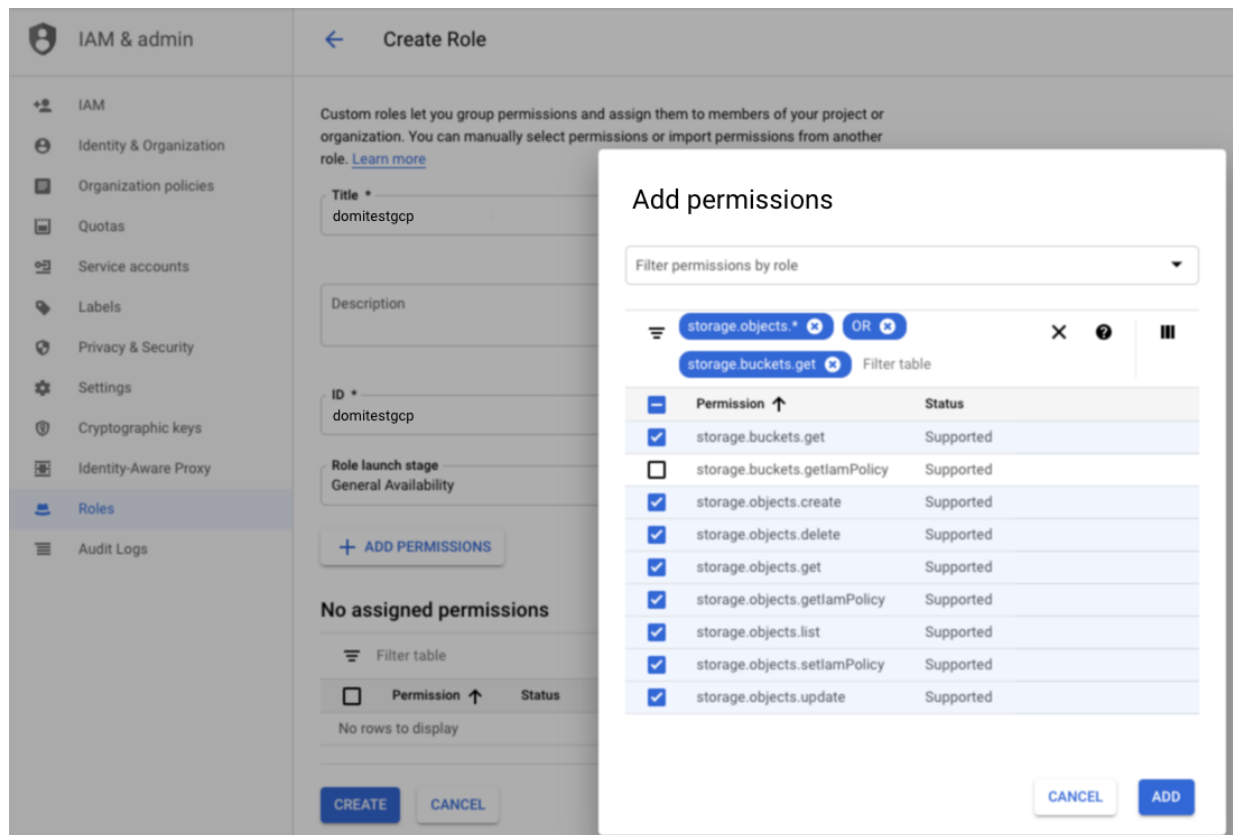 IAM & admin
Create Role
IAM
Identity & Organization
Organization policies
Quotas
Service accounts
Labels
Privacy & Security
Settings
Cryptographic keys
Identity-Aware Proxy
Roles
Audit Logs
Custom roles let you group permissions and assign them to members of your project or
organization. You can manually select permissions or import permissions from another
role. Learn more
Title *
domitestgcp
Description
ID *
domitestgcp
Role launch stage
General Availability
ADD PERMISSIONS
No assigned permissions
Filter table
Permission Status
No rows to display
CREATE CANCEL
Add permissions
Filter permissions by role
storage.objects.* OR
storage.buckets.get Filter table
Permission Status
storage.buckets.get Supported
storage.buckets.getIamPolicy Supported
storage.objects.create Supported
storage.objects.delete Supported
storage.objects.get Supported
storage.objects.getIamPolicy Supported
storage.objects.list Supported
storage.objects.setIamPolicy Supported
storage.objects.update Supported
CANCEL ADD